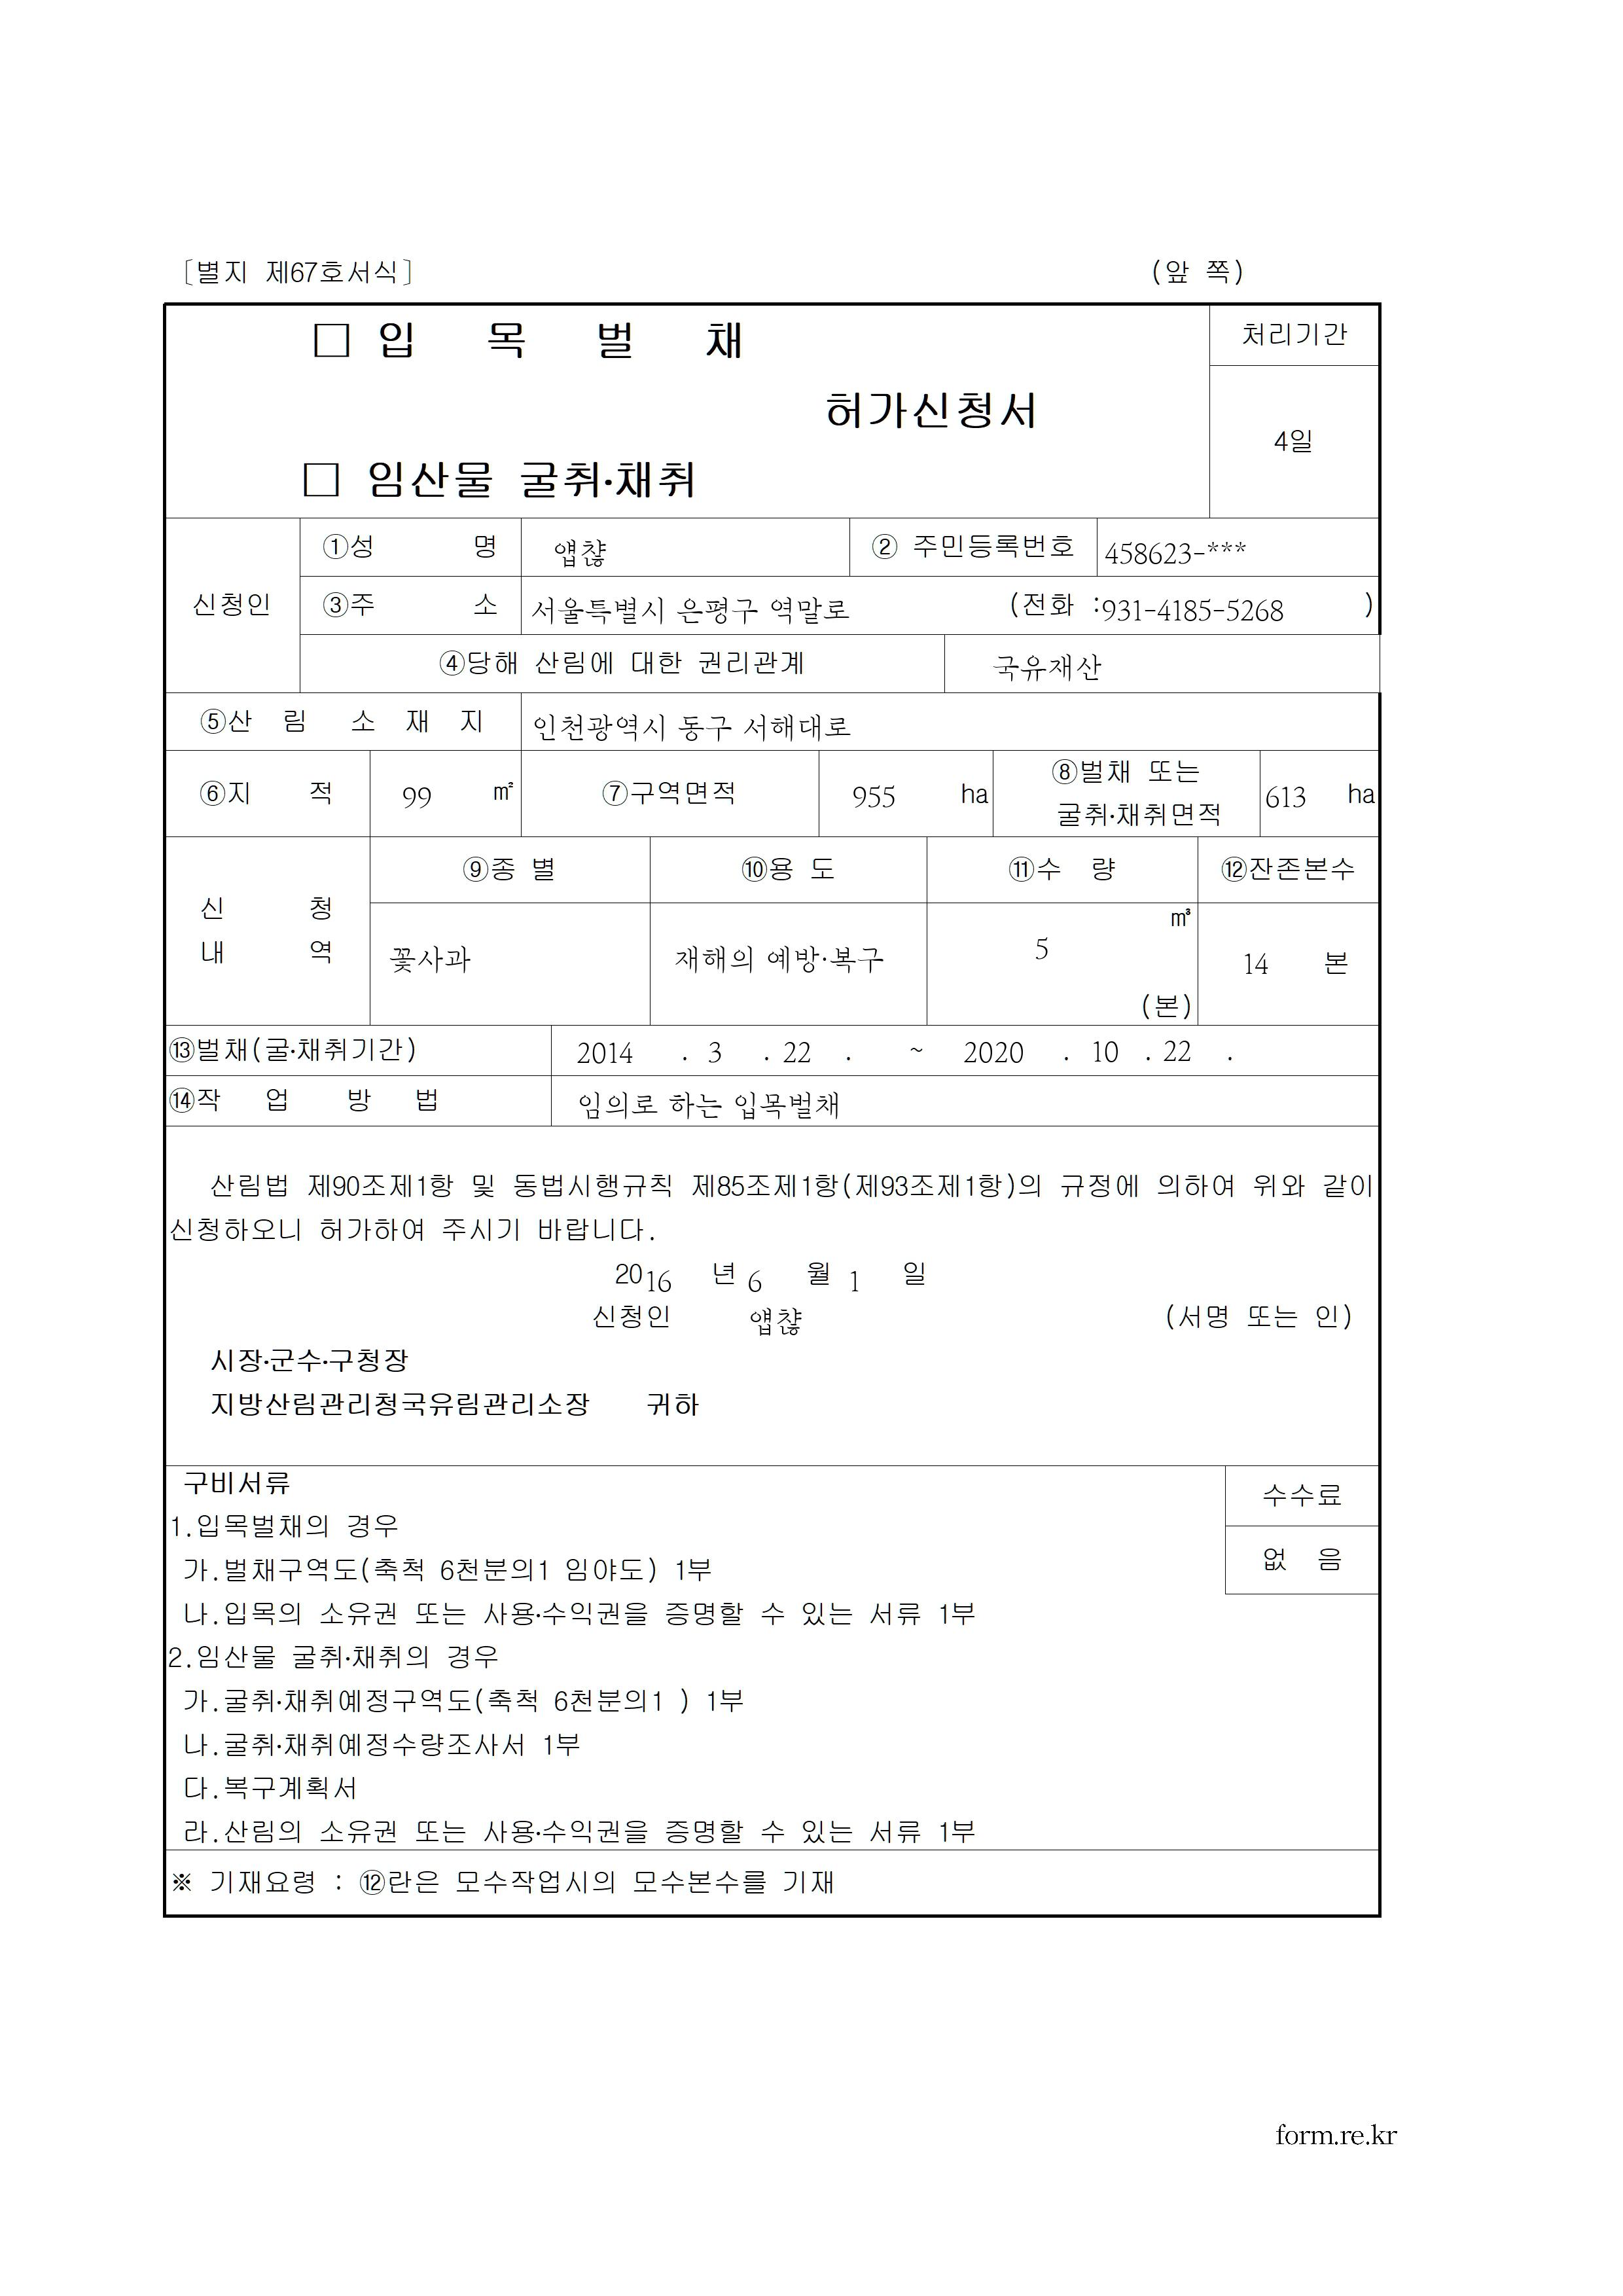 [별지 제67호서식] (앞 쪽)
□ 입 목 벌 채 처리기간
허가신청서
4일
□ 임산물 굴취·채취
신청인 ①성 명 앱찮 ② 주민등록번호 458623-***
③주 소 서울특별시 은평구 역말로 (전화 :931-4185-5268 )
④당해 산림에 대한 권리관계 국유재산
⑤산 림 소 재 지 인천광역시 동구 서해대로
⑥지 적 99 ㎡ ⑦구역면적 955 ha ⑧벌채 또는 굴취·채취면적 613 ha
신 청 내 역 ⑨종 별 ⑩용 도 ⑪수 량 ⑫잔존본수
꽃사과 재해의 예방·복구 5 ㎥ (본) 14 본
⑬벌채(굴·채취기간) 2014 . 3 . 22 . ~ 2020 . 10 . 22 .
⑭작 업 방 법 임의로 하는 입목벌채
산림법 제90조제1항 및 동법시행규칙 제85조제1항(제93조제1항)의 규정에 의하여 위와 같이
신청하오니 허가하여 주시기 바랍니다.
2016 년 6 월 1 일
신청인 앱찮 (서명 또는 인)
시장·군수·구청장
지방산림관리청국유림관리소장 귀하
구비서류 수수료
1.입목벌채의 경우
가.벌채구역도(축척 6천분의1 임야도) 1부 없 음
나.입목의 소유권 또는 사용·수익권을 증명할 수 있는 서류 1부
2.임산물 굴취·채취의 경우
가.굴취·채취예정구역도(축척 6천분의1 ) 1부
나.굴취·채취예정수량조사서 1부
다.복구계획서
라.산림의 소유권 또는 사용·수익권을 증명할 수 있는 서류 1부
※ 기재요령 : ⑫란은 모수작업시의 모수본수를 기재
form.re.kr